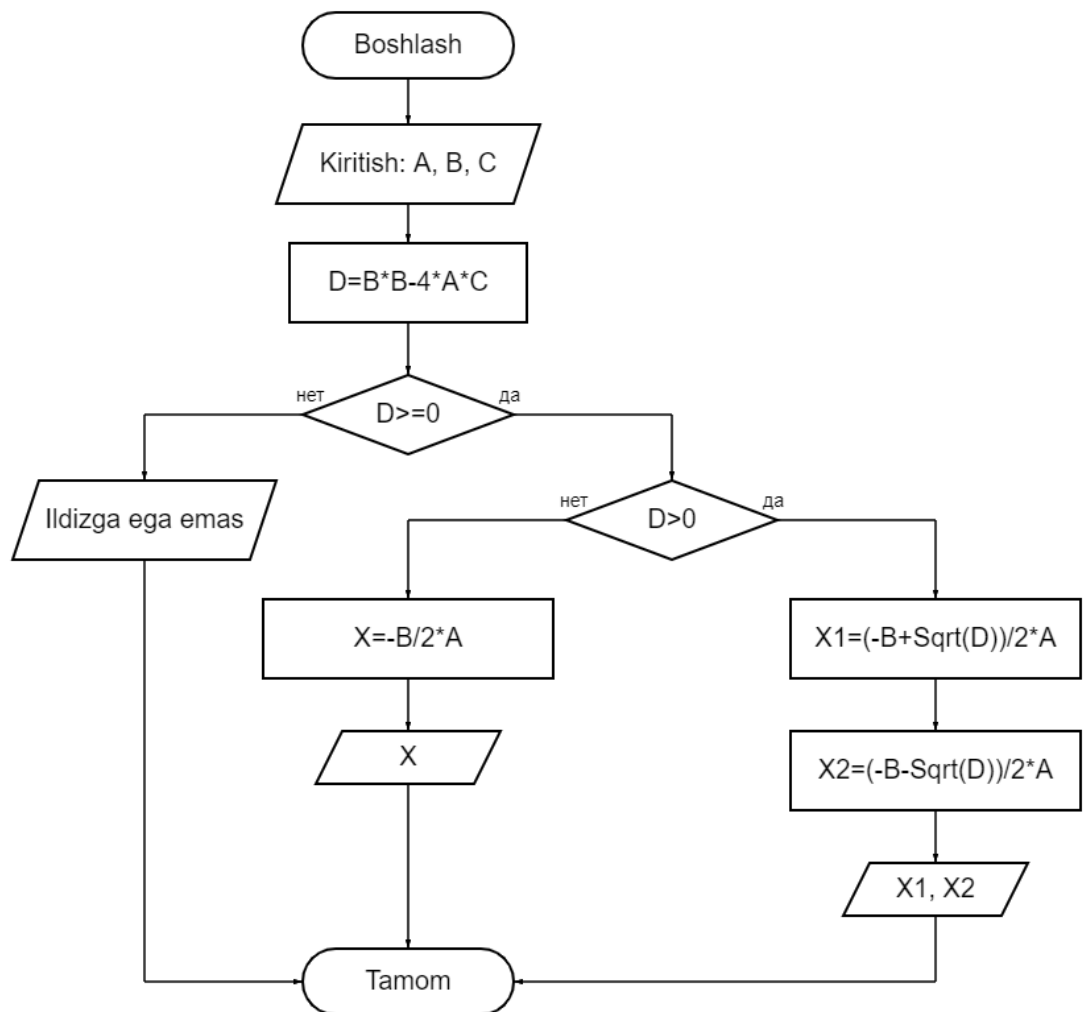 Boshlash
Kiritish: A, B, C
D=B*B-4*A*C
нет
D>=0
да
Ildizga ega emas
нет
D>0
да
X=-B/2*A
X1=(-B+Sqrt(D))/2*A
X
X2=(-B-Sqrt(D))/2*A
X1, X2
Tamom